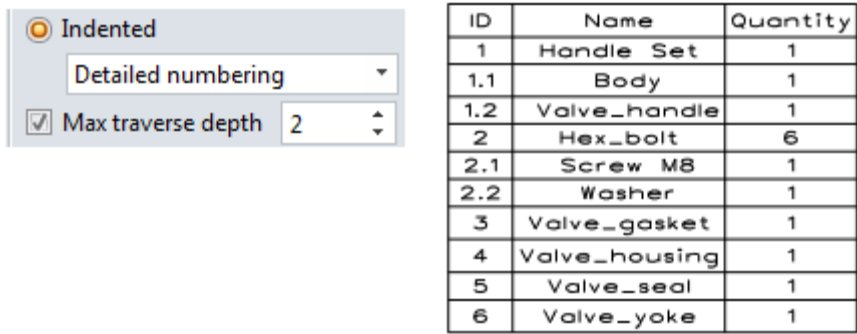 Indented
Detailed numbering
Max traverse depth 2
ID Name Quantity
1 Handle Set 1
1.1 Body 1
1.2 Valve_handle 1
2 Hex_bolt 6
2.1 Screw M8 1
2.2 Washer 1
3 Valve_gasket 1
4 Valve_housing 1
5 Valve_seal 1
6 Valve_yoke 1